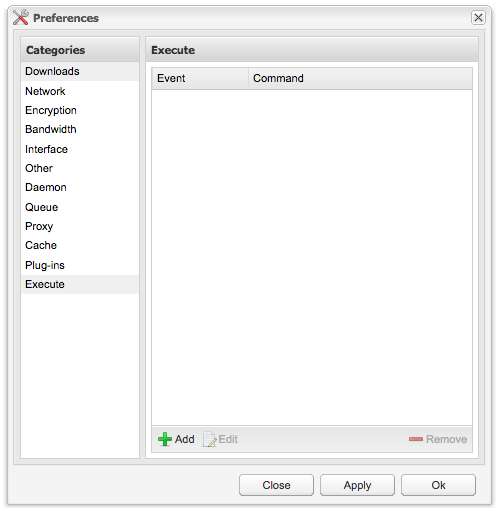 Preferences
Categories
Downloads
Network
Encryption
Bandwidth
Interface
Other
Daemon
Queue
Proxy
Cache
Plug-ins
Execute
Execute
Event Command
Add Edit Remove
Close Apply Ok